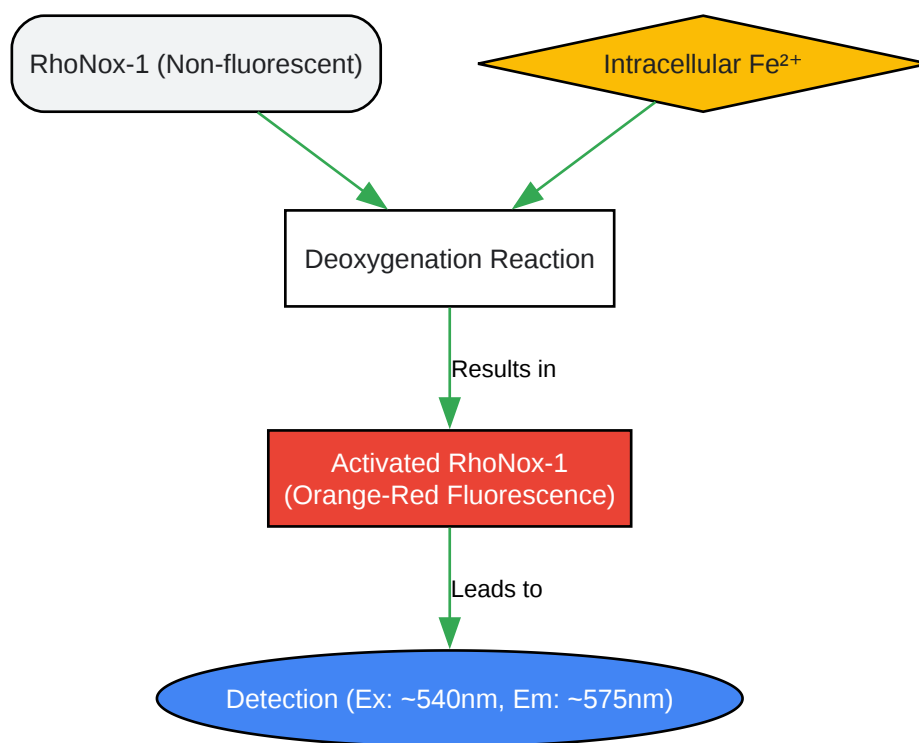 RhoNox-1 (Non-fluorescent)
Intracellular Fe²⁺
Deoxygenation Reaction
Results in
Activated RhoNox-1
(Orange-Red Fluorescence)
Leads to
Detection (Ex: ~540nm, Em: ~575nm)